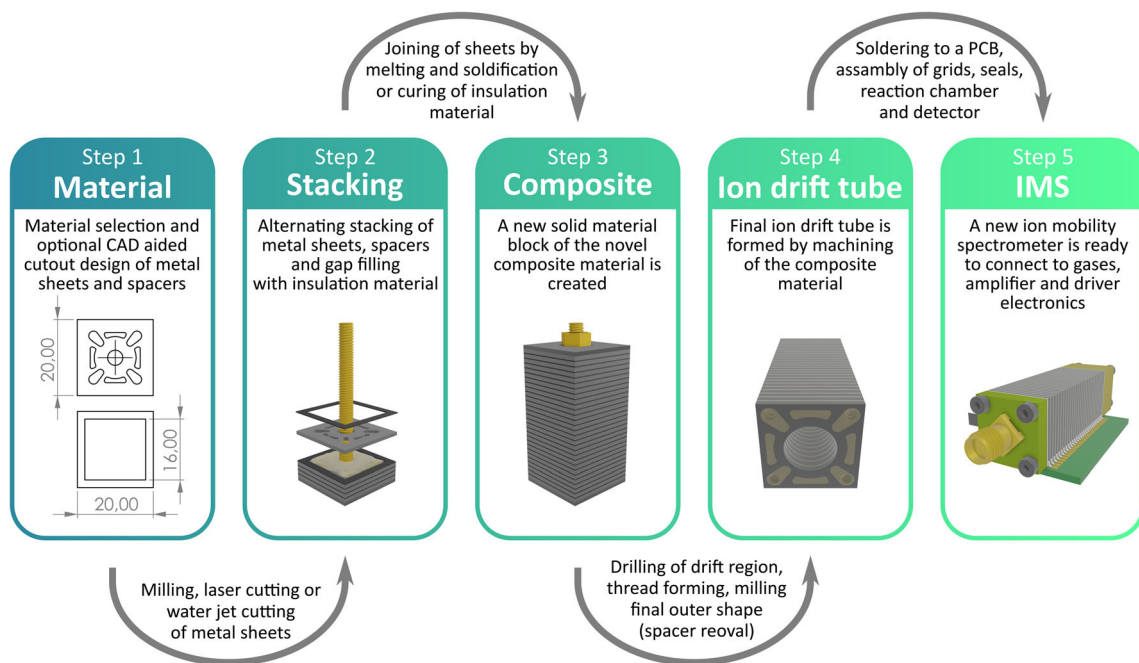 Joining of sheets by
melting and soldification
or curing of insulation
material
Soldering to a PCB,
assambly of grids, seals,
reaction chamber
and detector
Step 1
Material
Material selection and
optional CAD aided
cutout design of metal
sheets and spacers
20,00
16,00
20,00
Step 2
Stacking
Alternating stacking of
metal sheets, spacers
and gap filling
with insulation material
Step 3
Composite
A new solid material
block of the novel
composite material is
created
Step 4
Ion drift tube
Final ion drift tube is
formed by machining
of the composite
material
Step 5
IMS
A new ion mobility
spectrometer is ready
to connect to gases,
amplifier and driver
electronics
Milling, laser cutting or
water jet cutting
of metal sheets
Drilling of drift region,
thread forming, milling
final outer shape
(spacer reoval)